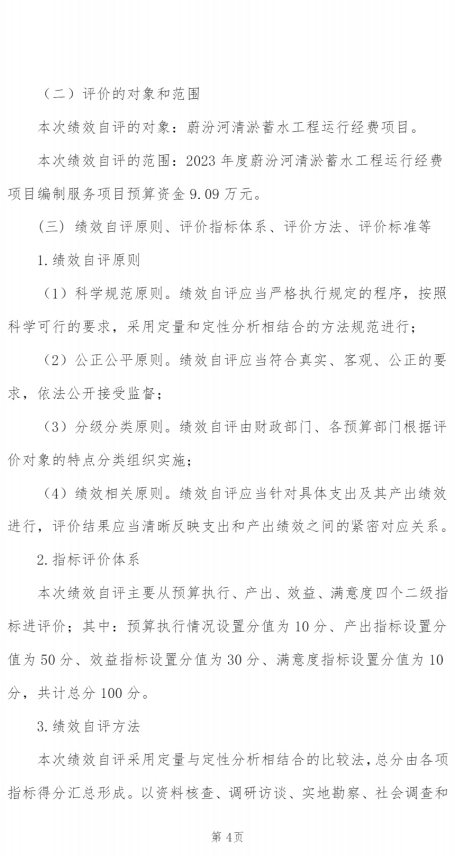 （二）评价的对象和范围
本次绩效自评的对象：蔚汾河清淤蓄水工程运行经费项目。
本次绩效自评的范围：2023 年度蔚汾河清淤蓄水工程运行经费
项目编制服务项目预算资金 9.09 万元。
(三) 绩效自评原则、评价指标体系、评价方法、评价标准等
1.绩效自评原则
（1）科学规范原则。绩效自评应当严格执行规定的程序，按照
科学可行的要求，采用定量和定性分析相结合的方法规范进行；
（2）公正公平原则。绩效自评应当符合真实、客观、公正的要
求，依法公开接受监督；
（3）分级分类原则。绩效自评由财政部门、各预算部门根据评
价对象的特点分类组织实施；
（4）绩效相关原则。绩效自评应当针对具体支出及其产出绩效
进行，评价结果应当清晰反映支出和产出绩效之间的紧密对应关系。
2.指标评价体系
本次绩效自评主要从预算执行、产出、效益、满意度四个二级指
标进评价；其中：预算执行情况设置分值为 10 分、产出指标设置分
值为 50 分、效益指标设置分值为 30 分、满意度指标设置分值为 10
分，共计总分 100 分。
3.绩效自评方法
本次绩效自评采用定量与定性分析相结合的比较法，总分由各项
指标得分汇总形成。以资料核查、调研访谈、实地勘察、社会调查和
第 4页